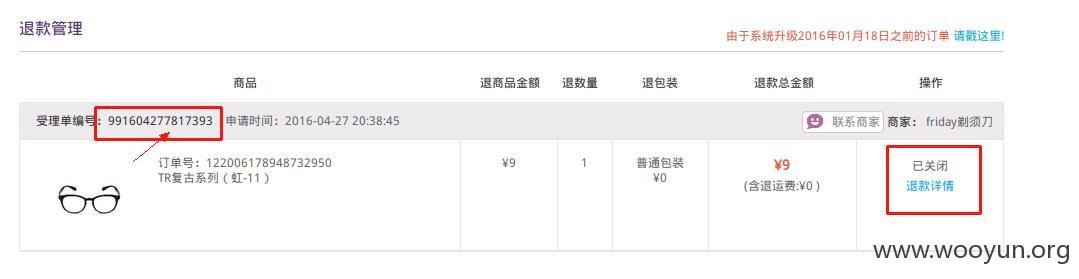 退款管理
由于系统升级2016年01月18日之前的订单 请戳这里!
商品 退商品金额 退数量 退包装 退款总金额 操作
受理单编号：991604277817393 申请时间：2016-04-27 20:38:45 联系商家 商家： friday剃须刀
订单号：122006178948732950
TR复古系列（虹-11）
¥9
1
普通包装
¥0
¥9
(含退运费:¥0 )
已关闭
退款详情
www.wooyun.org